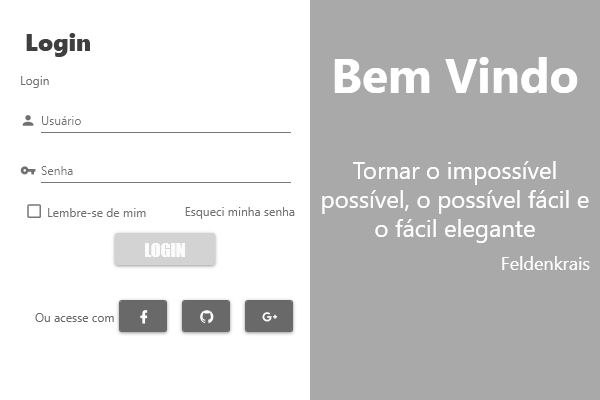 Login
Login
Usuário
Senha
Lembre-se de mim
Esqueci minha senha
LOGIN
Ou acesse com
f
G+
Bem Vindo
Tornar o impossível
possível, o possível fácil e
o fácil elegante
Feldenkrais